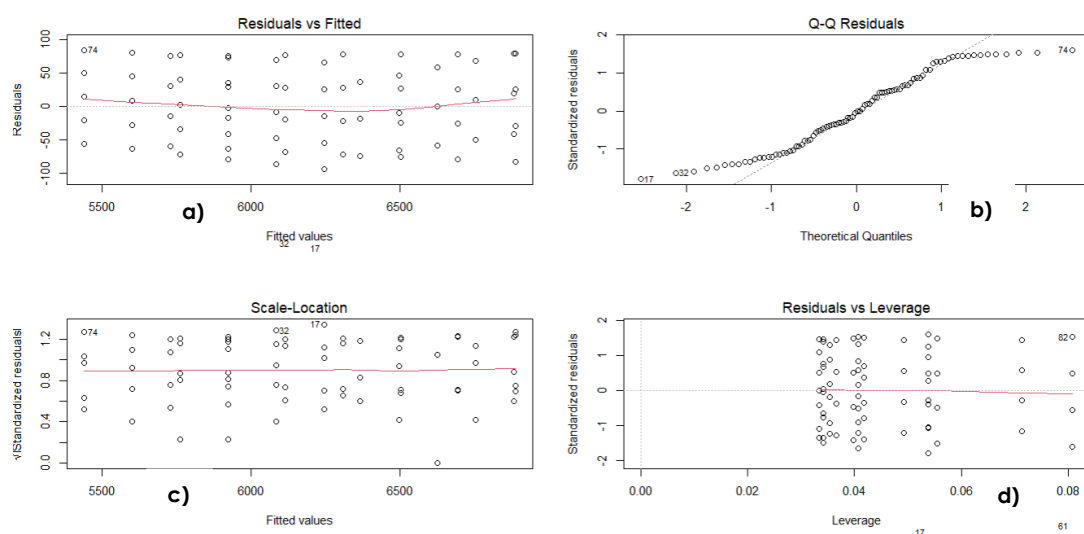 Residuals vs Fitted
Residuals
100
50
0
-50
-100
74
5500 6000 6500
a)
Fitted values
32 17
Q-Q Residuals
Standardized residuals
2
1
0
-1
74
17 32
-2 -1 0 1 2
b)
Theoretical Quantiles
Scale-Location
√|Standardized residuals|
1.2
0.8
0.4
0.0
74 32 17
5500 6000 6500
c)
Fitted values
Residuals vs Leverage
Standardized residuals
2
1
0
-1
-2
82
0.00 0.02 0.04 0.06 0.08
d)
Leverage
17 61